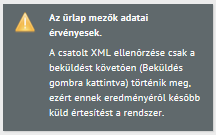 Az űrlap mezők adatai
érvényesek.
A csatolt XML ellenőrzése csak a
beküldést követően (Beküldés
gombra kattintva) történik meg,
ezért ennek eredményéről később
küld értesítést a rendszer.